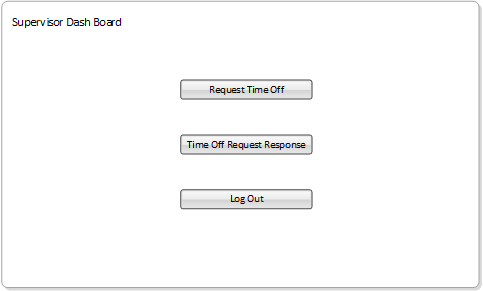 Supervisor Dash Board
Request Time Off
Time Off Request Response
Log Out